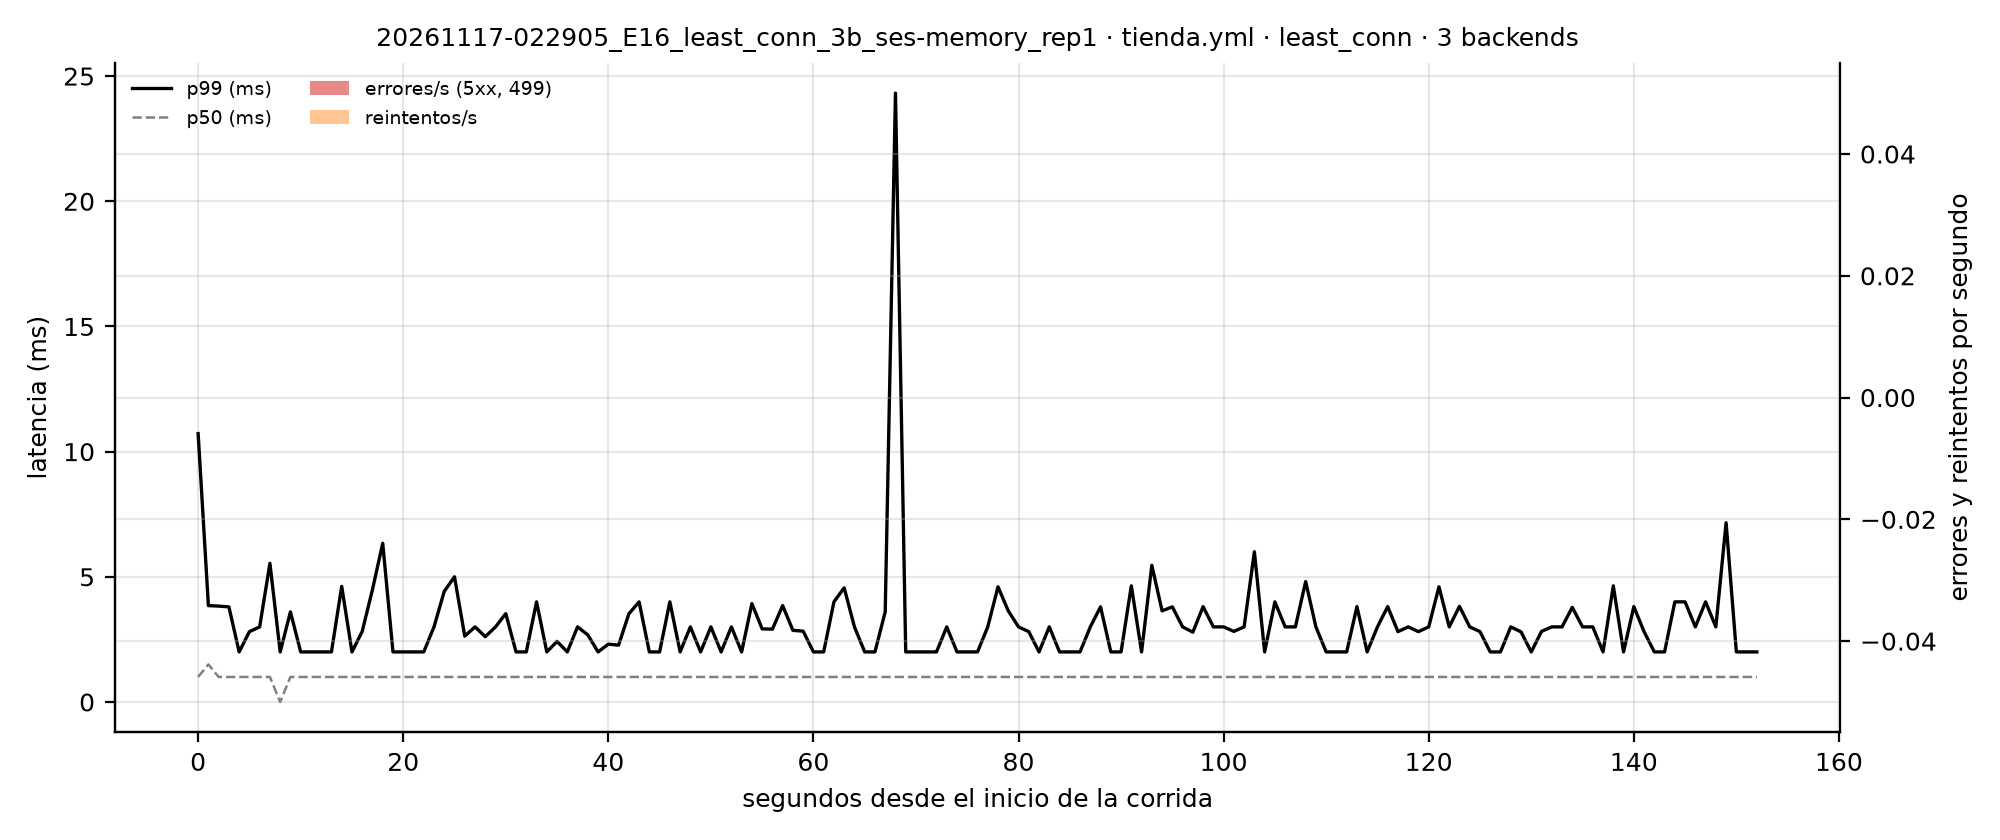 20261117-022905_E16_least_conn_3b_ses-memory_rep1 · tienda.yml · least_conn · 3 backends
p99 (ms)
p50 (ms)
errores/s (5xx, 499)
reintentos/s
latencia (ms)
25
20
15
10
5
0
0.04
0.02
0.00
−0.02
−0.04
errores y reintentos por segundo
0 20 40 60 80 100 120 140 160
segundos desde el inicio de la corrida